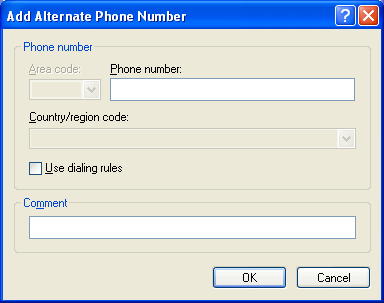 Add Alternate Phone Number
Phone number
Area code: Phone number:
Country/region code:
Use dialing rules
Comment
OK Cancel